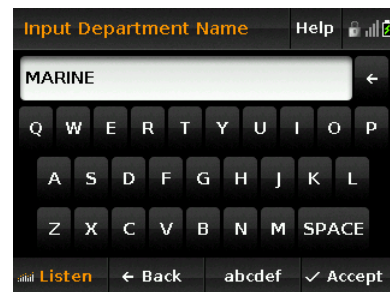 Input Department Name Help
MARINE ←
Q W E R T Y U I O P
A S D F G H J K L
Z X C V B N M SPACE
Listen ← Back abcdef ✓ Accept